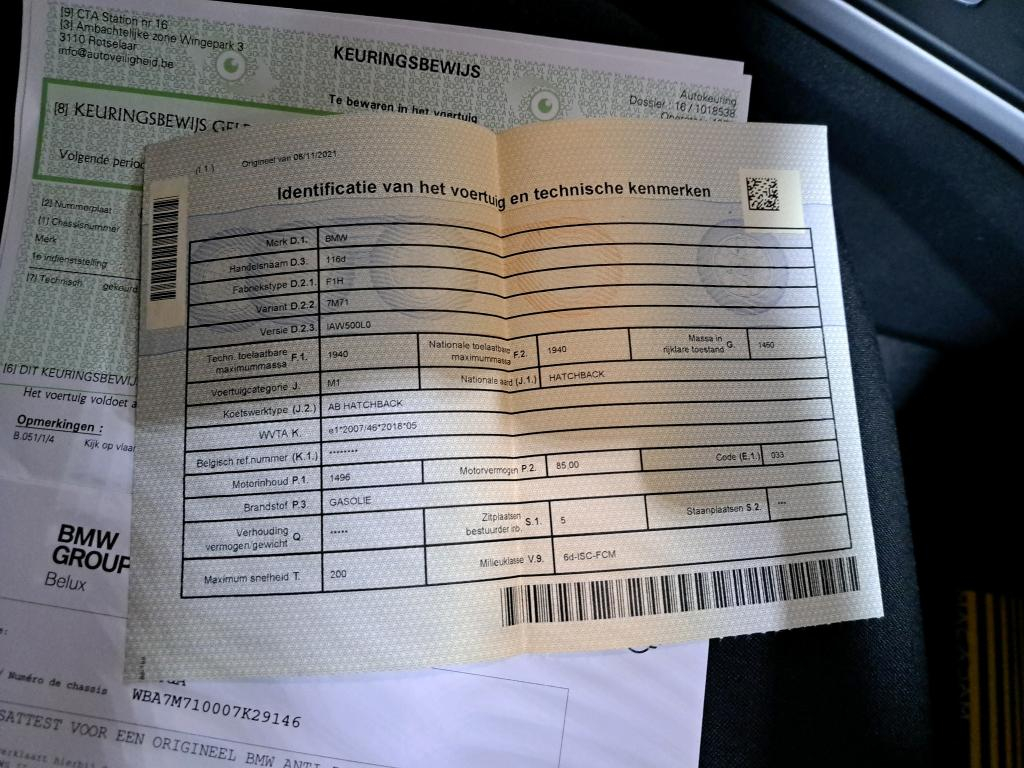 [9] CTA Station nr 16
[3] Ambachtelijke zone Wingepark 3
3110 Rotselaar
info@autoveiligheid.be
KEURINGSBEWIJS
Te bewaren in het voertuig
Autokeuring
Dossier : 16 / 1018538
[8] KEURINGSBEWIJS
Volgende
[2] Nummerplaat
[1] Chassisnummer
Merk
1e indienststelling
[7] Technisch gekeurd
[6] DIT KEURINGSBEWIJ
Het voertuig voldoet
Opmerkingen :
B.051/1/4 Kijk op
(I.1) Origineel van 08/11/2021
Identificatie van het voertuig en technische kenmerken
Merk D.1. BMW
Handelsnaam D.3. 116d
Fabriekstype D.2.1. F1H
Variant D.2.2. 7M71
Versie D.2.3. IAW500L0
Techn. toelaatbare maximummassa F.1. 1940 Nationale toelaatbare maximummassa F.2. 1940 Massa in rijklare toestand G. 1450
Voertuigcategorie J. M1 Nationale aard (J.1.) HATCHBACK
Koetswerktype (J.2.) AB HATCHBACK
WVTA K. e1*2007/46*2018*05
Belgisch ref.nummer (K.1.) ********
Motorinhoud P.1. 1496 Motorvermogen P.2. 85,00 Code (E.1.) 033
Brandstof P.3. GASOLIE
Verhouding vermogen/gewicht Q ***** Zitplaatsen bestuurder inb. S.1. 5 Staanplaatsen S.2. ---
Maximum snelheid T. 200 Milieuklasse V.9. 6d-ISC-FCM
BMW
GROUP
Belux
/ Numéro de chassis WBA7M710007K29146
SATTEST VOOR EEN ORIGINEEL BMW